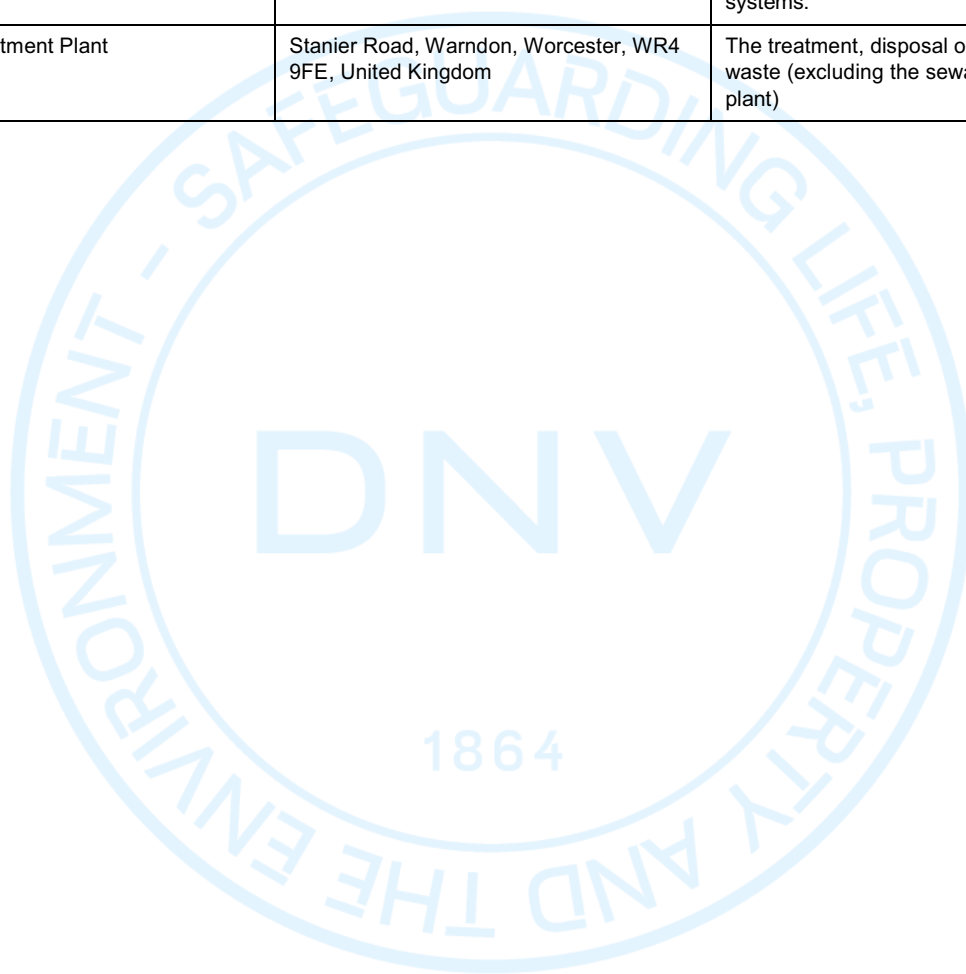 systems.
tment Plant
Stanier Road, Warndon, Worcester, WR4
9FE, United Kingdom
The treatment, disposal o
waste (excluding the sewa
plant)
SAFEGUARDING LIFE, PROPERTY AND THE ENVIRONMENT -
DNV
1864